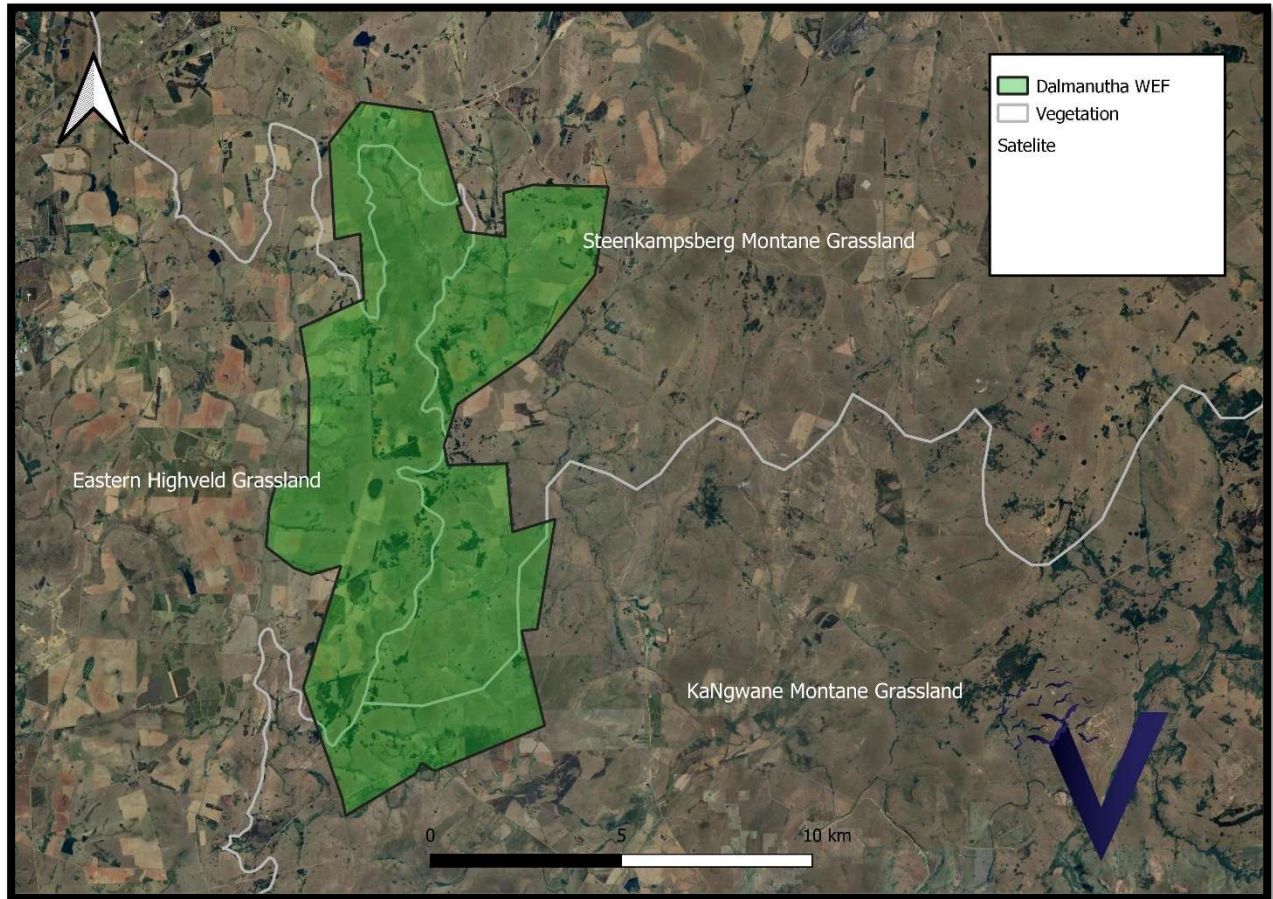 Dalmanutha WEF
Vegetation
Satelite
Steenkampsberg Montane Grassland
Eastern Highveld Grassland
KaNgwane Montane Grassland
0 5 10 km
V